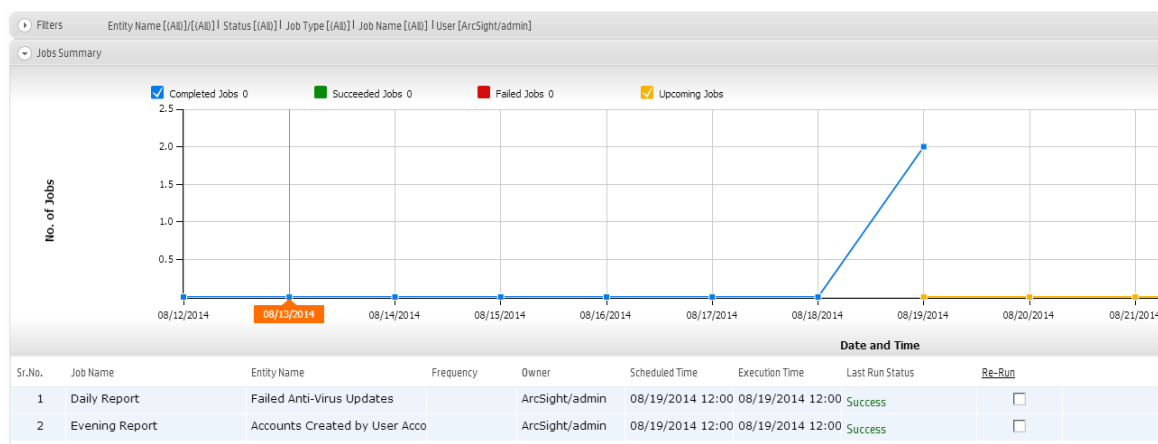 Filters Entity Name [(All)]/[(All)] | Status [(All)] | Job Type [(All)] | Job Name [(All)] | User [ArcSight/admin]
Jobs Summary
Completed Jobs 0 Succeeded Jobs 0 Failed Jobs 0 Upcoming Jobs
2.5
2.0
1.5
1.0
0.5
No. of Jobs
08/12/2014 08/13/2014 08/14/2014 08/15/2014 08/16/2014 08/17/2014 08/18/2014 08/19/2014 08/20/2014 08/21/2014
Date and Time
Sr.No. Job Name Entity Name Frequency Owner Scheduled Time Execution Time Last Run Status Re-Run
1 Daily Report Failed Anti-Virus Updates ArcSight/admin 08/19/2014 12:00 08/19/2014 12:00 Success
2 Evening Report Accounts Created by User Acco ArcSight/admin 08/19/2014 12:00 08/19/2014 12:00 Success